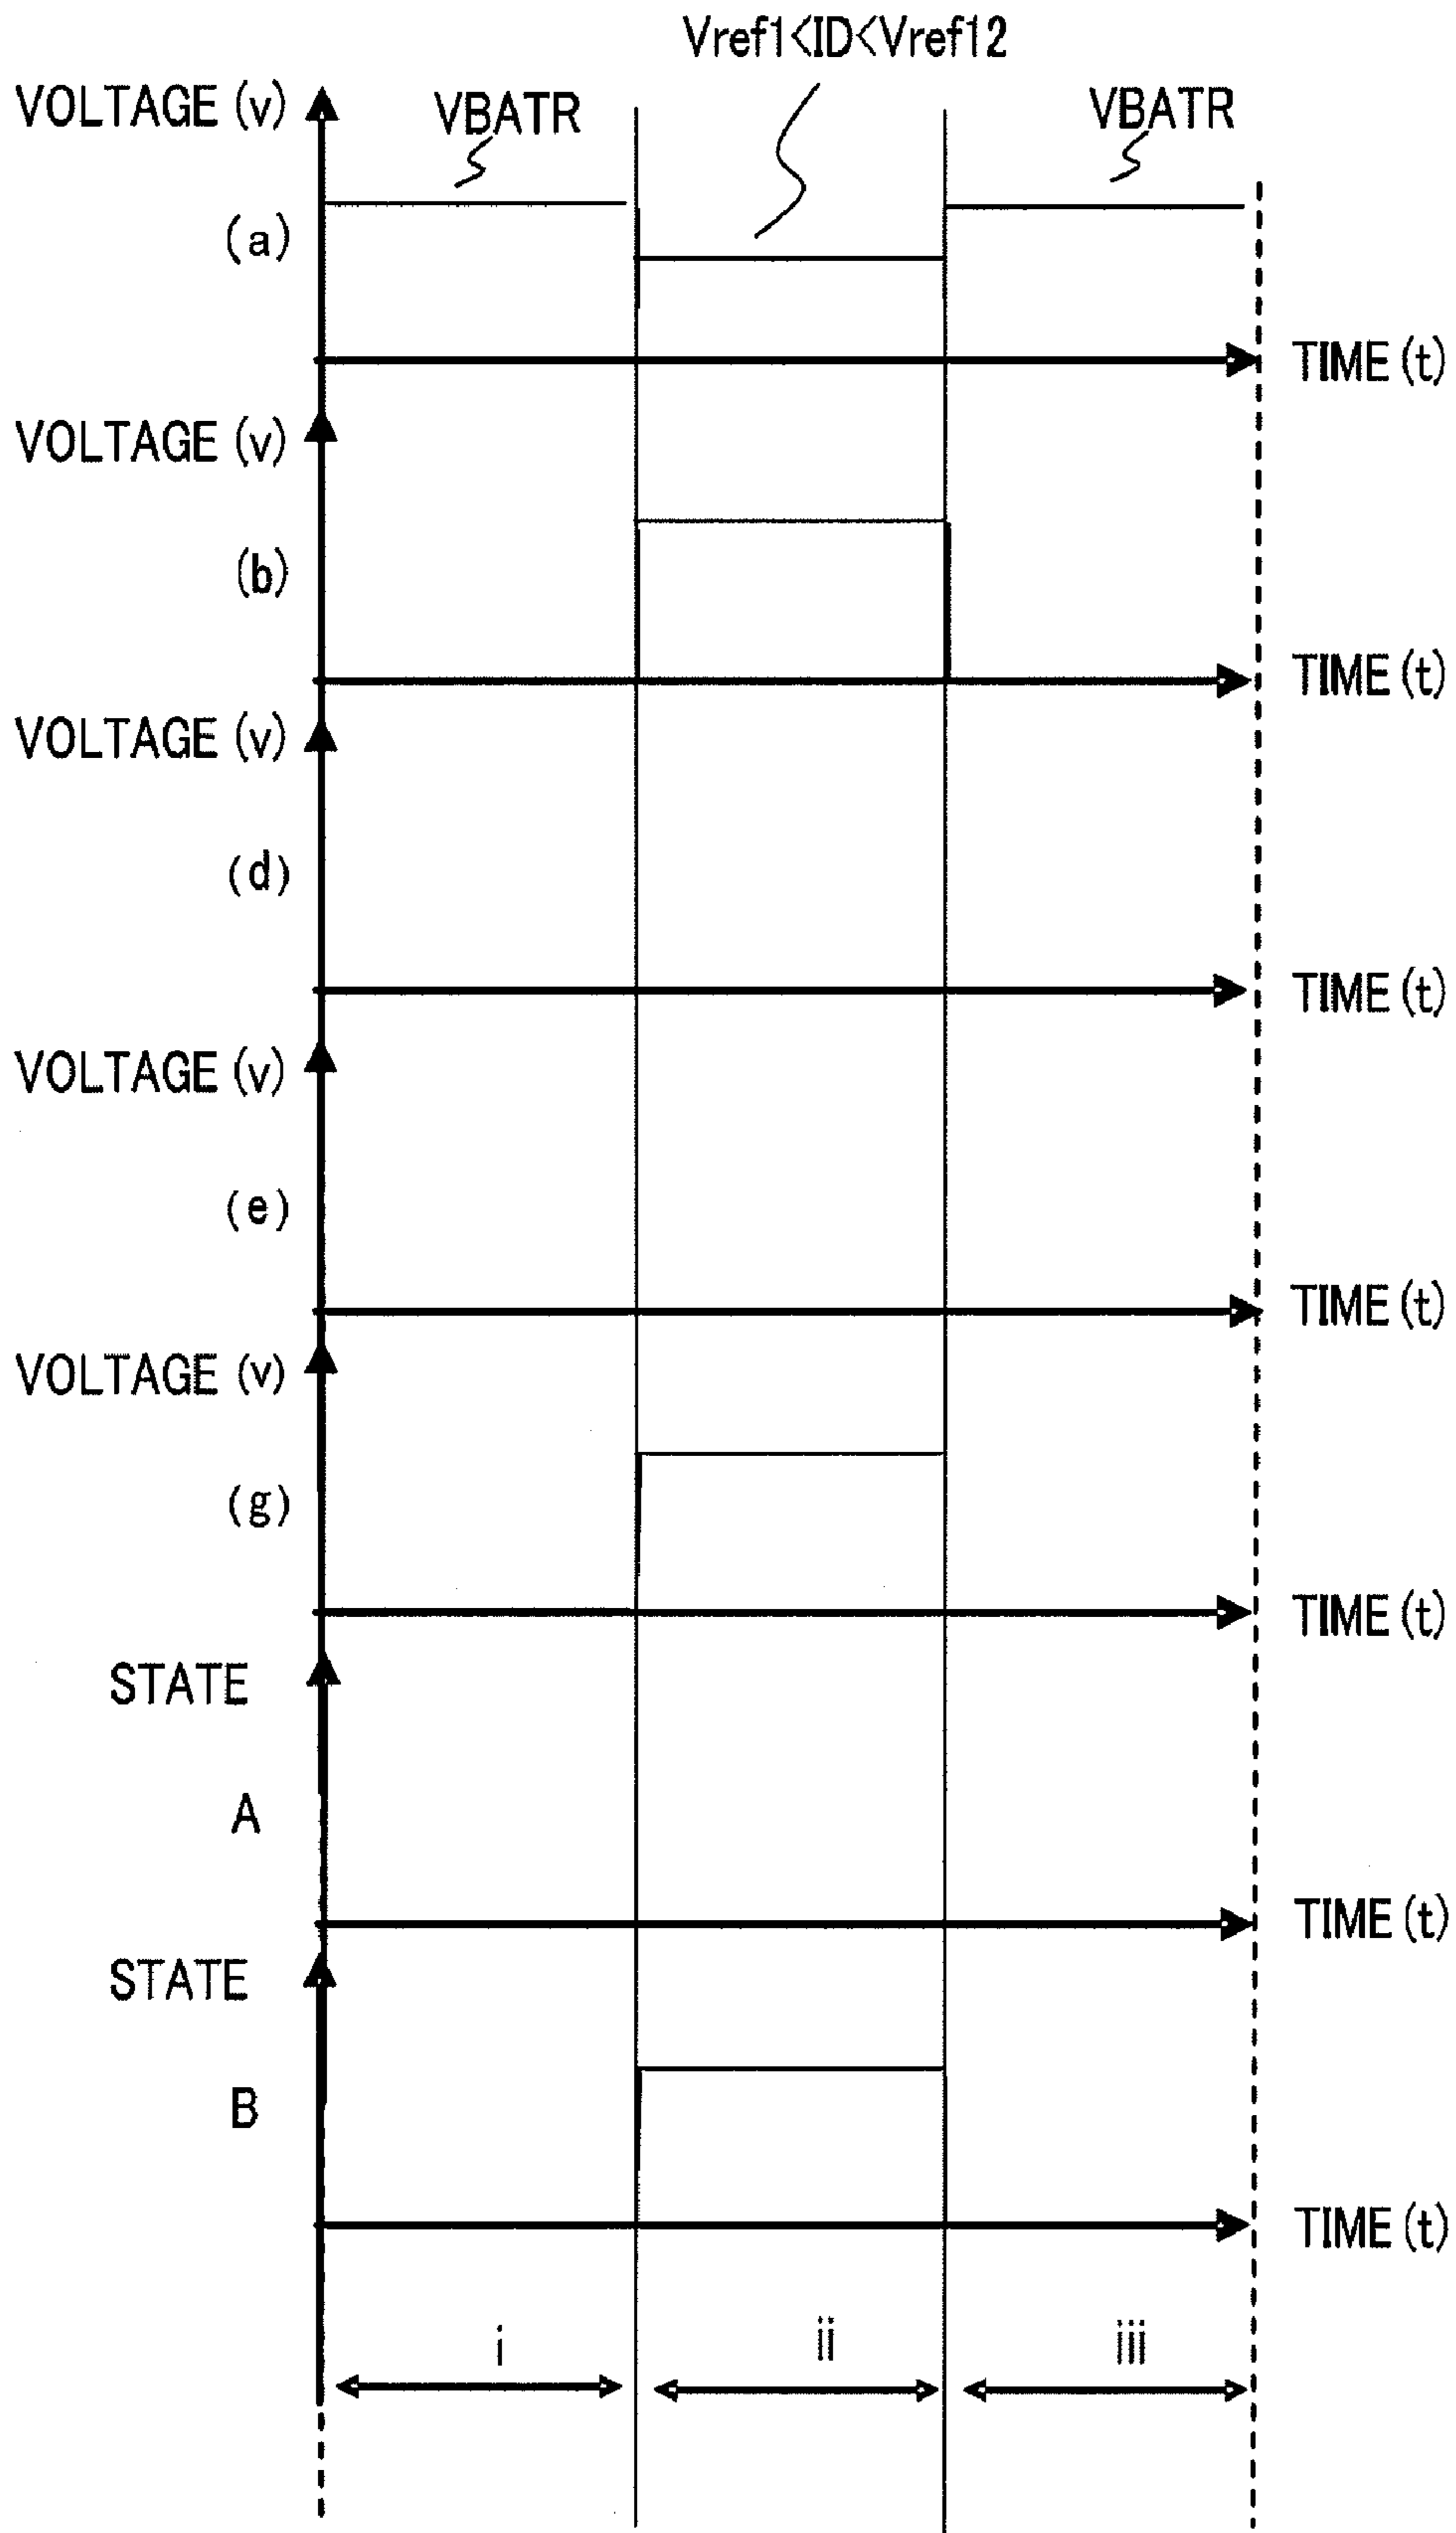 Vref1<ID<Vref12
VOLTAGE (v)
VBATR
VBATR
(a)
TIME (t)
VOLTAGE (v)
(b)
TIME (t)
VOLTAGE (v)
(d)
TIME (t)
VOLTAGE (v)
(e)
TIME (t)
VOLTAGE (v)
(g)
TIME (t)
STATE
A
TIME (t)
STATE
B
TIME (t)
i
ii
iii